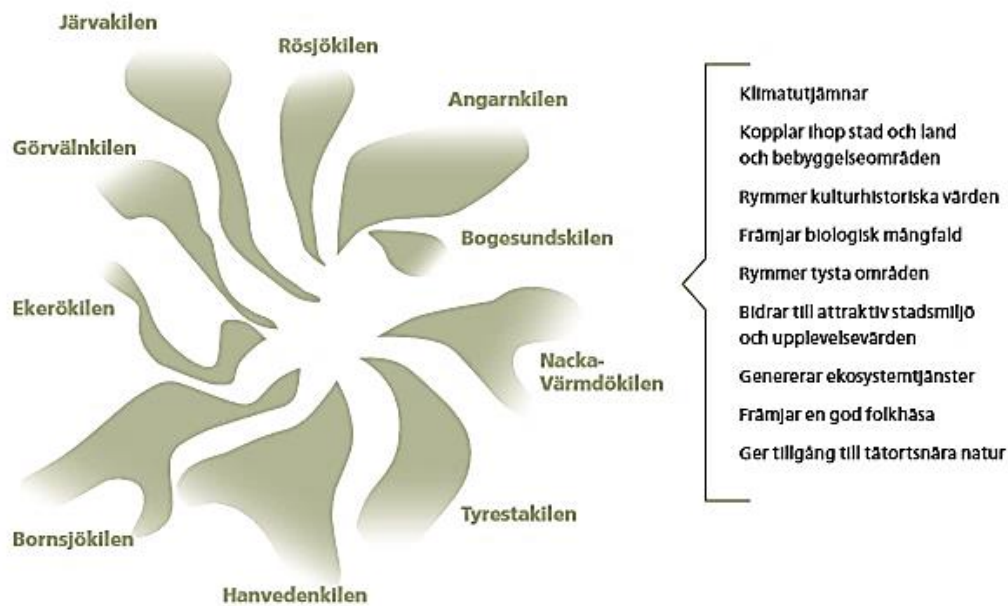 Järvakilen
Rösjökilen
Angarnkilen
Görvälnkilen
Bogesundskilen
Ekerökilen
Nacka-
Värmdökilen
Tyrestakilen
Bornsjökilen
Hanvedenkilen
Klimatutjämnar
Kopplar ihop stad och land
och bebyggelseområden
Rymmer kulturhistoriska värden
Främjar biologisk mångfald
Rymmer tysta områden
Bidrar till attraktiv stadsmiljö
och upplevelsevärden
Genererar ekosystemtjänster
Främjar en god folkhäsa
Ger tillgång till tätortsnära natur